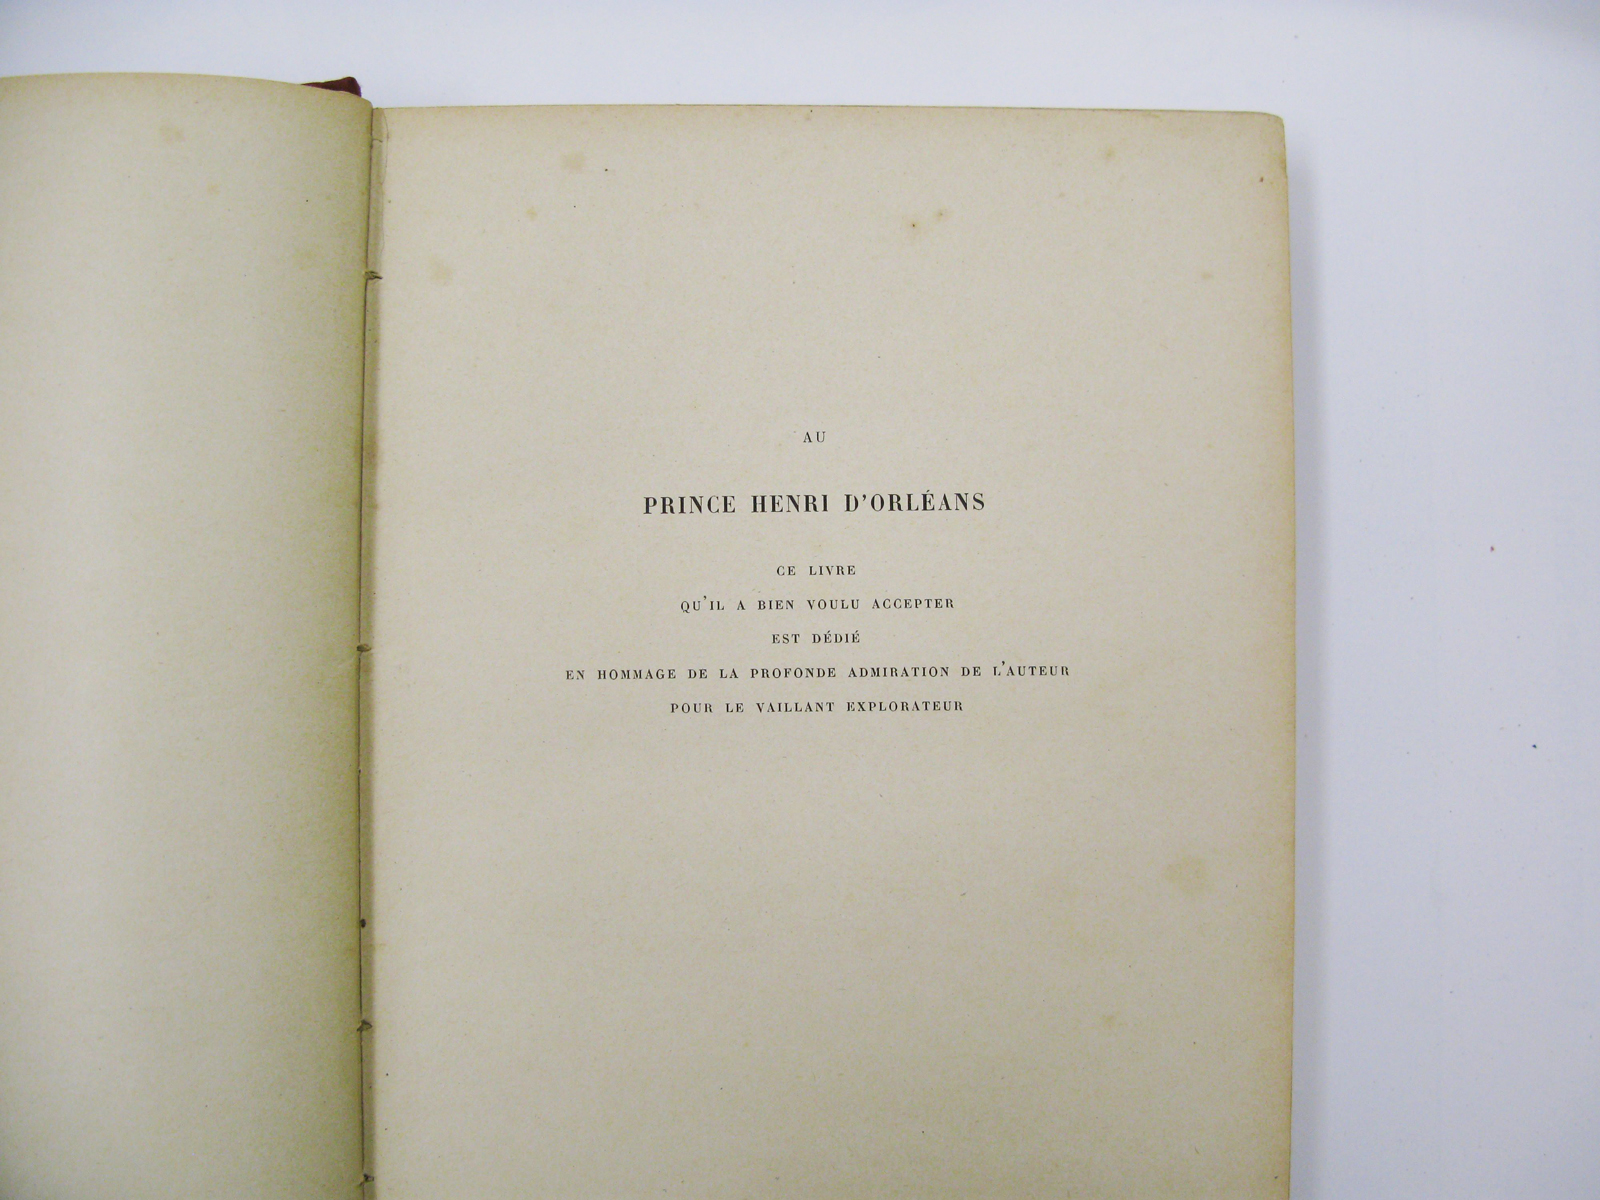 AU
PRINCE HENRI D'ORLÉANS
CE LIVRE
QU'IL A BIEN VOULU ACCEPTER
EST DÉDIÉ
EN HOMMAGE DE LA PROFONDE ADMIRATION DE L'AUTEUR
POUR LE VAILLANT EXPLORATEUR